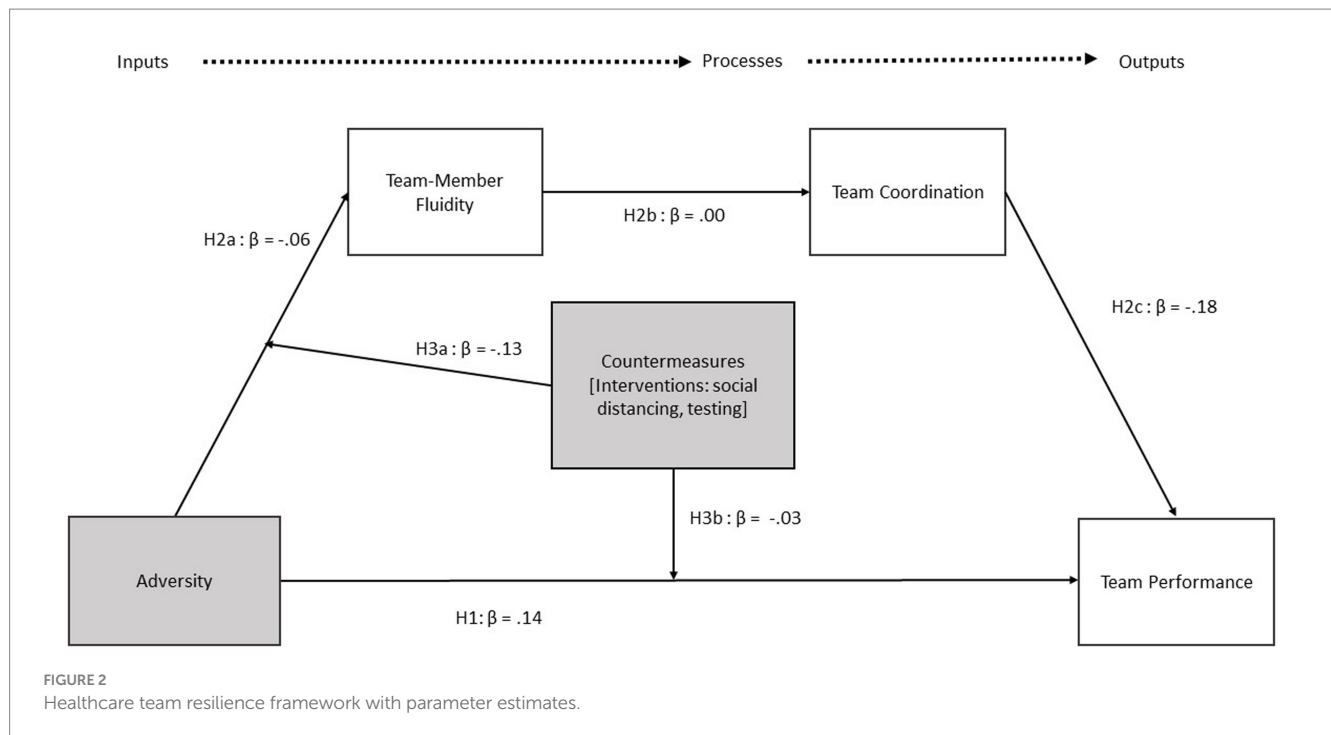 Inputs
Processes
Outputs
Team-Member
Fluidity
Team Coordination
H2b : β = .00
H2a : β = -.06
H2c : β = -.18
H3a : β = -.13
Countermeasures
[Interventions: social
distancing, testing]
H3b : β = -.03
Adversity
Team Performance
H1: β = .14
FIGURE 2
Healthcare team resilience framework with parameter estimates.